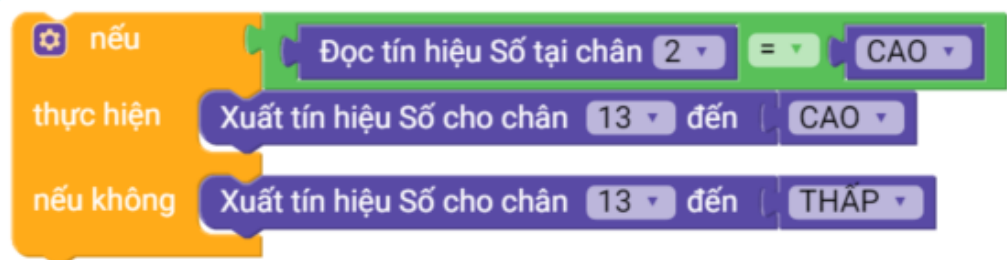 nếu Đọc tín hiệu Số tại chân 2 = CAO
thực hiện Xuất tín hiệu Số cho chân 13 đến CAO
nếu không Xuất tín hiệu Số cho chân 13 đến THẤP